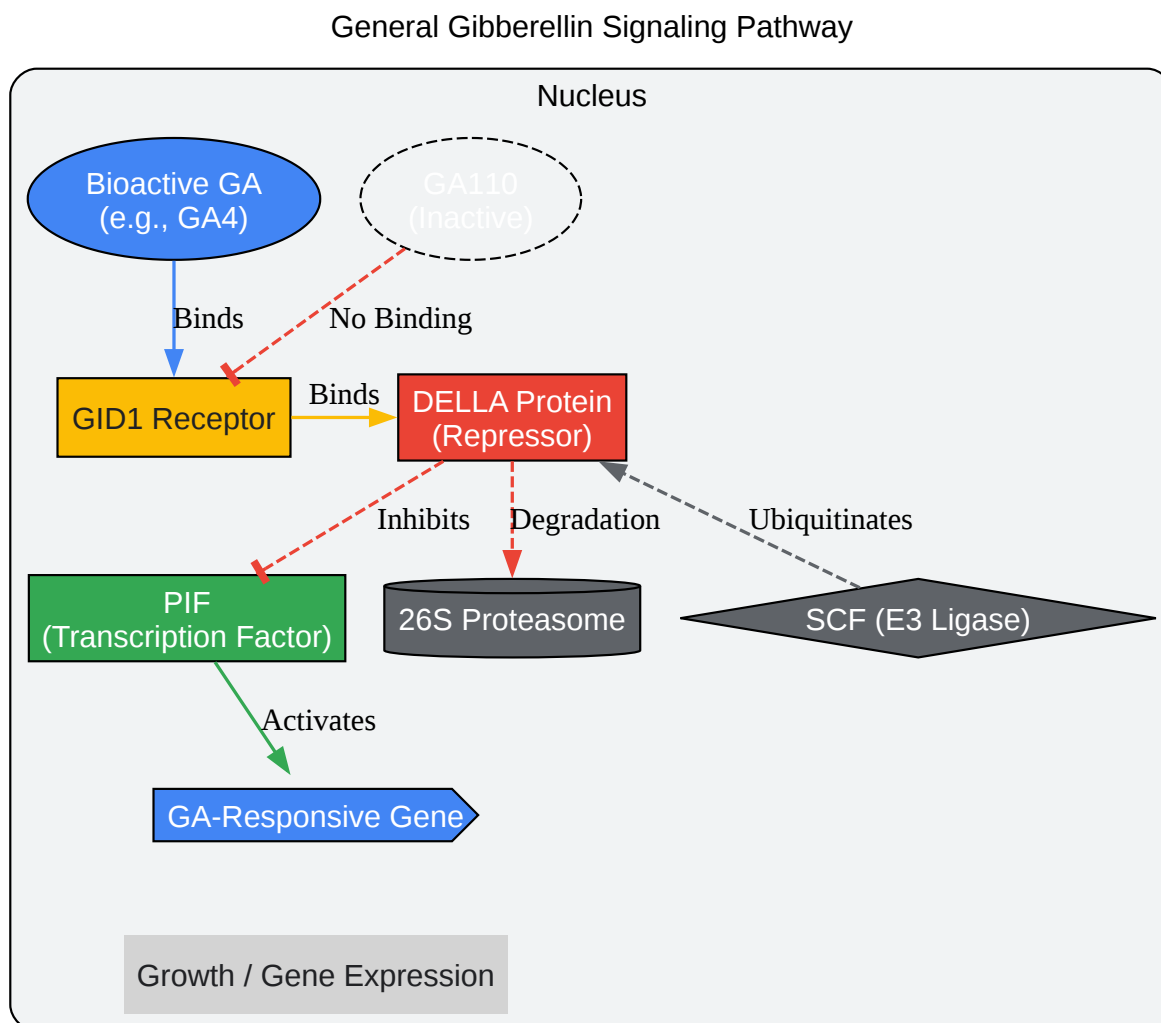 General Gibberellin Signaling Pathway
Nucleus
Bioactive GA
(e.g., GA4)
GA110
(Inactive)
Binds
No Binding
GID1 Receptor
Binds
DELLA Protein
(Repressor)
Inhibits
Degradation
Ubiquitinates
PIF
(Transcription Factor)
26S Proteasome
SCF (E3 Ligase)
Activates
GA-Responsive Gene
Growth / Gene Expression